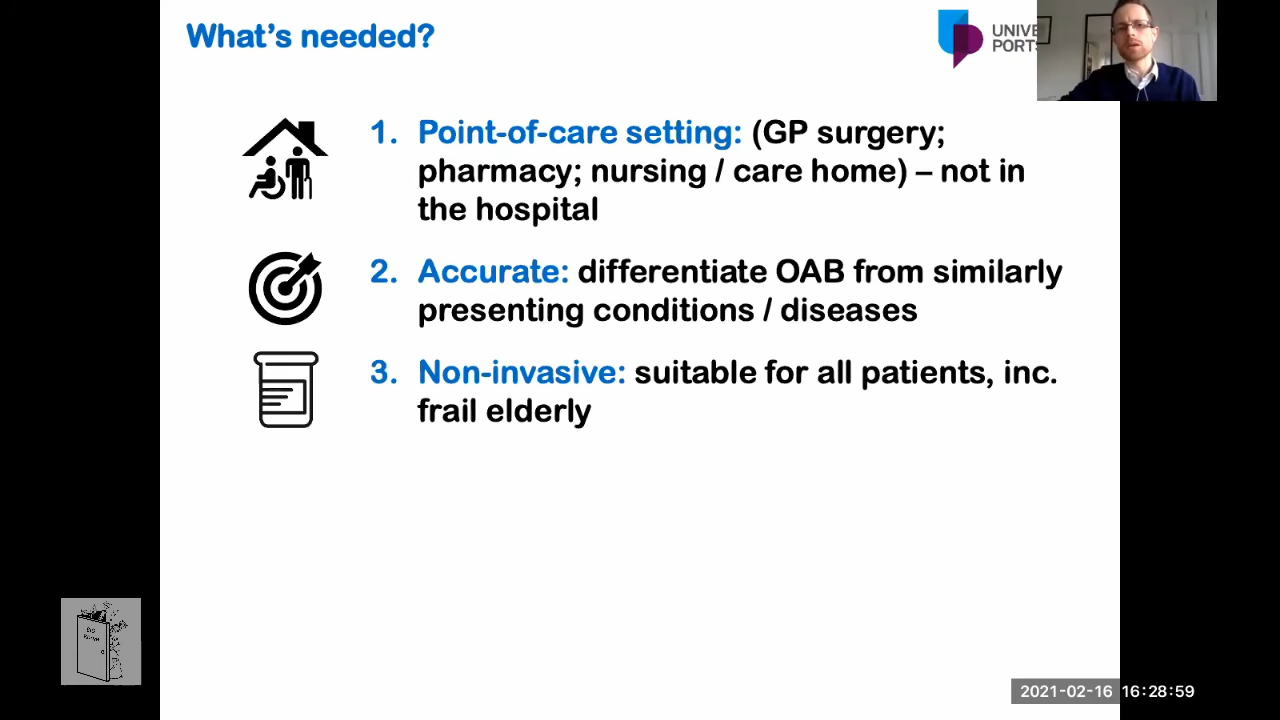 What's needed?
UNIVE
PORTS
1. Point-of-care setting: (GP surgery;
pharmacy; nursing / care home) – not in
the hospital
2. Accurate: differentiate OAB from similarly
presenting conditions / diseases
3. Non-invasive: suitable for all patients, inc.
frail elderly
2021-02-16 16:28:59